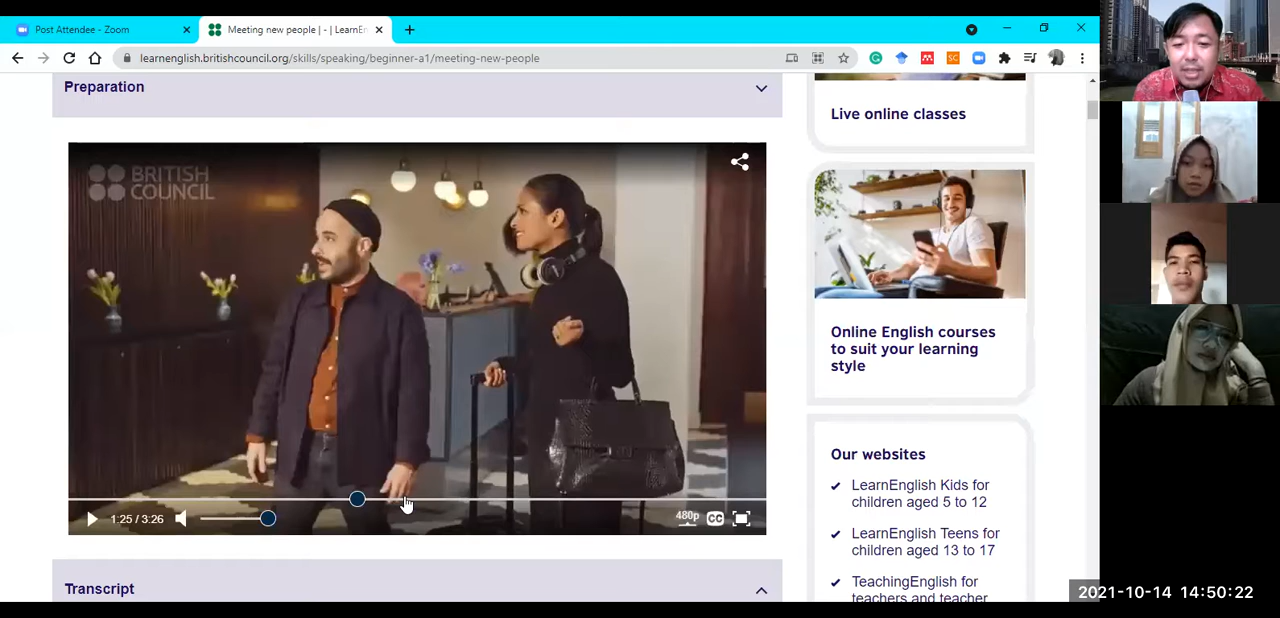 Post Attendee - Zoom
Meeting new people | - | LearnEn
learnenglish.britishcouncil.org/skills/speaking/beginner-a1/meeting-new-people
Preparation
BRITISH
COUNCIL
1:25 / 3:26
480p
CC
Transcript
Live online classes
Online English courses
to suit your learning
style
Our websites
LearnEnglish Kids for
children aged 5 to 12
LearnEnglish Teens for
children aged 13 to 17
TeachingEnglish for
teachers and teacher
2021-10-14 14:50:22